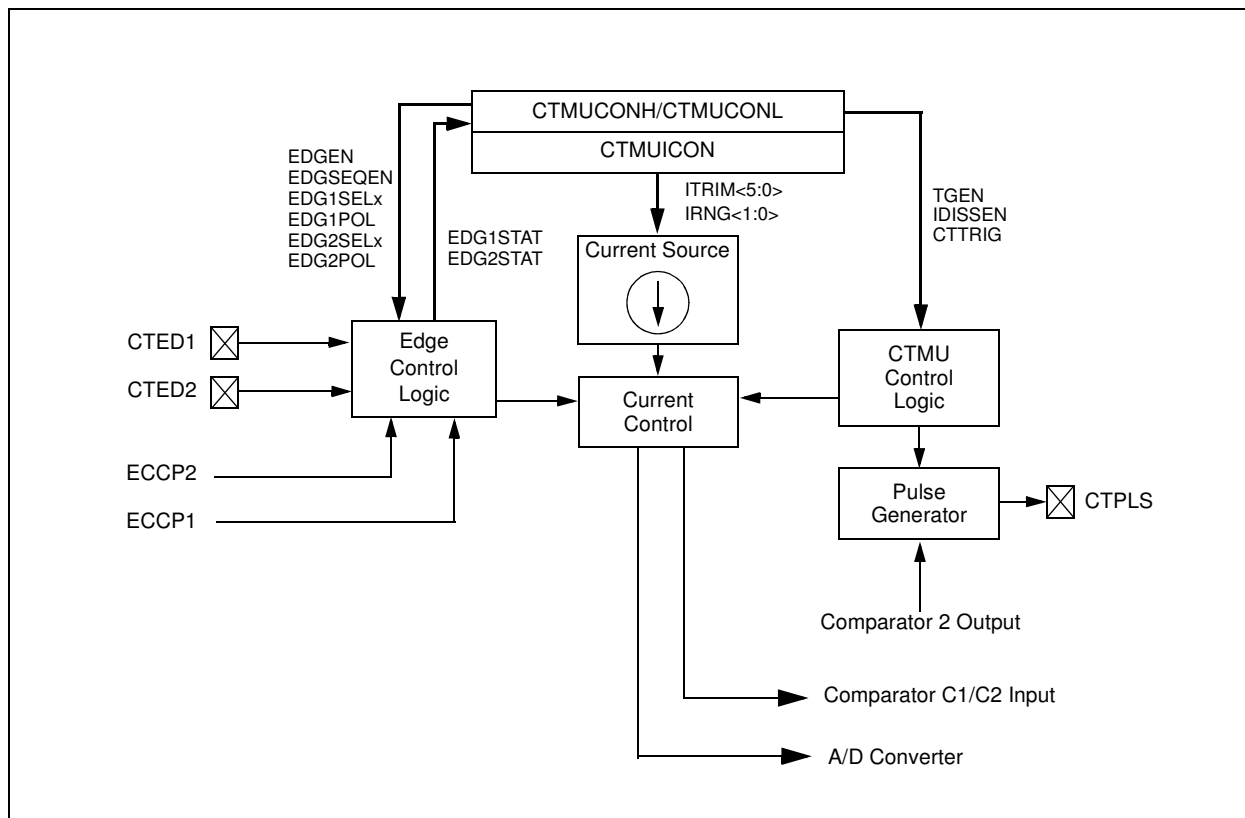 CTMUCONH/CTMUCONL
CTMUICON
EDGEN
EDGSEQEN
EDG1SELx
EDG1POL
EDG2SELx
EDG2POL
EDG1STAT
EDG2STAT
ITRIM<5:0>
IRNG<1:0>
TGEN
IDISSEN
CTTRIG
Current Source
CTED1
CTED2
Edge
Control
Logic
Current
Control
CTMU
Control
Logic
ECCP2
ECCP1
Pulse
Generator
CTPLS
Comparator 2 Output
Comparator C1/C2 Input
A/D Converter